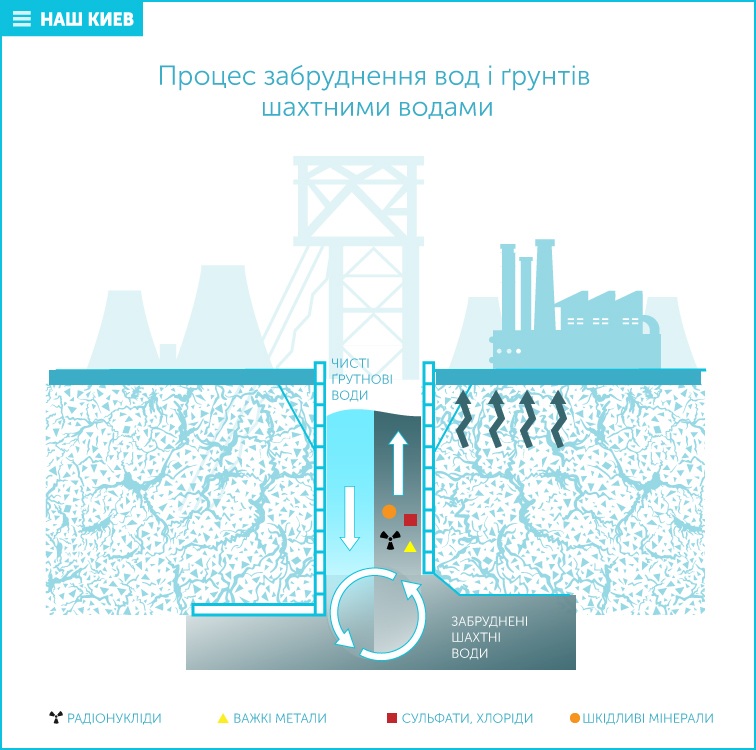 НАШ КИЕВ
Процес забруднення вод і ґрунтів
шахтними водами
ЧИСТІ
ҐРУТНОВІ
ВОДИ
ЗАБРУДНЕНІ
ШАХТНІ
ВОДИ
РАДІОНУКЛІДИ
ВАЖКІ МЕТАЛИ
СУЛЬФАТИ, ХЛОРІДИ
ШКІДЛИВІ МІНЕРАЛИ